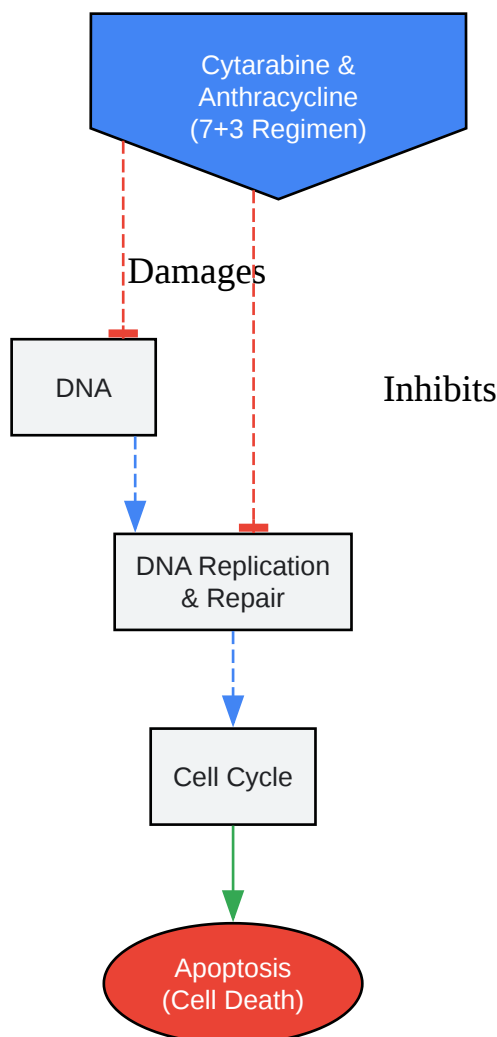 Cytarabine &
Anthracycline
(7+3 Regimen)
Damages
DNA
Inhibits
DNA Replication
& Repair
Cell Cycle
Apoptosis
(Cell Death)